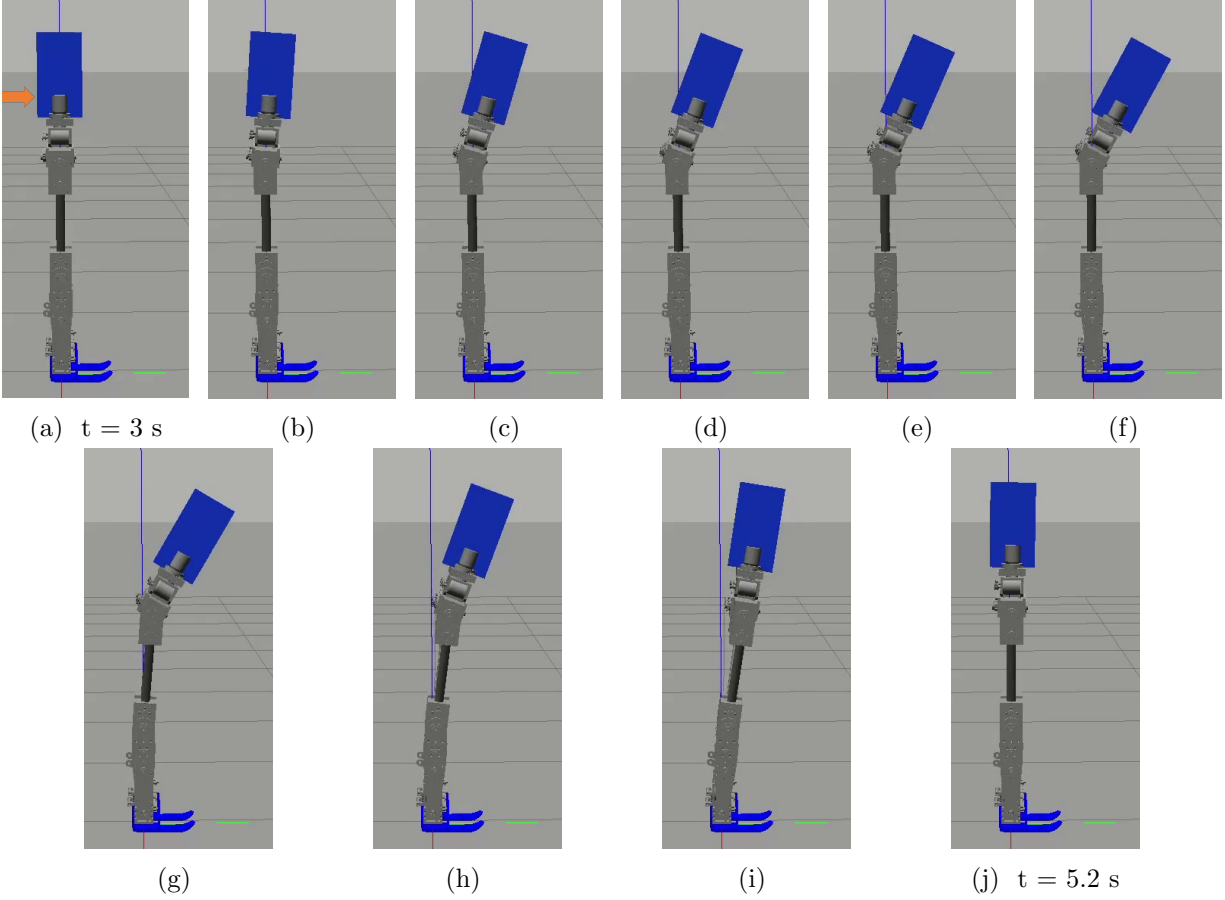 (a) t = 3 s (b) (c) (d) (e) (f)
(g) (h) (i) (j) t = 5.2 s